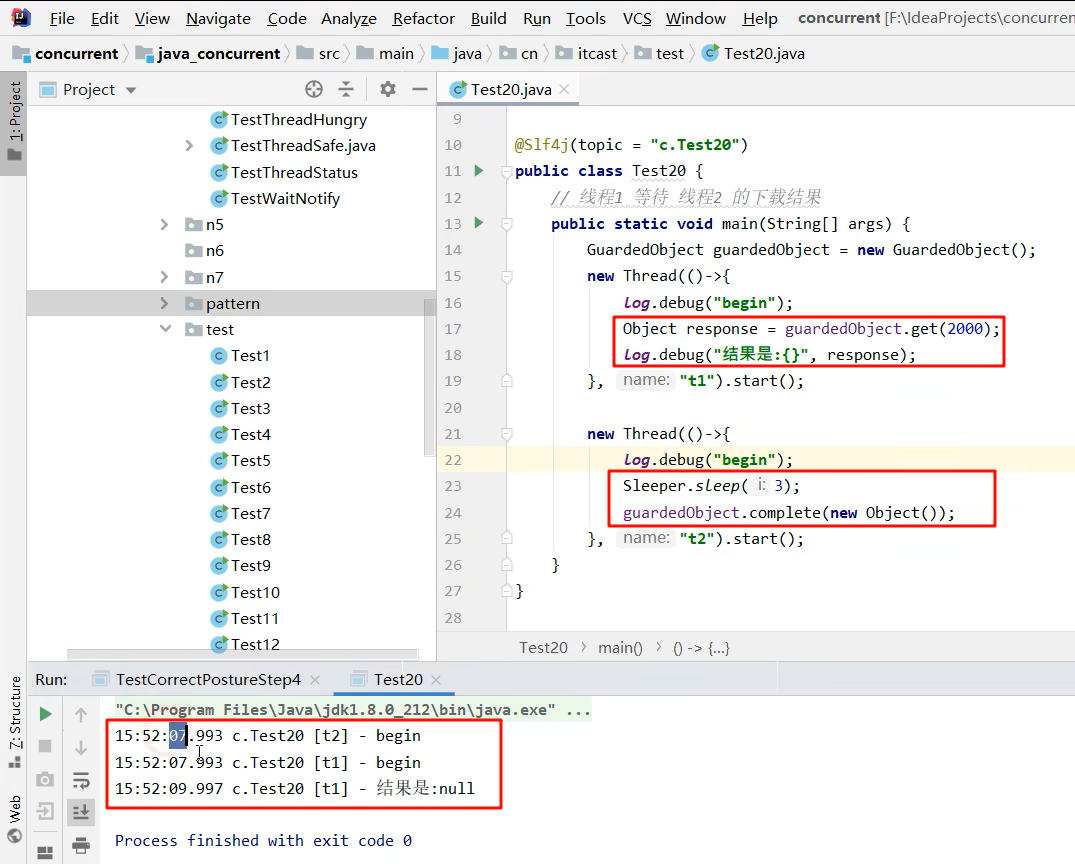 File Edit View Navigate Code Analyze Refactor Build Run Tools VCS Window Help concurrent [F:\IdeaProjects\concurren
concurrent java_concurrent src main java cn itcast test Test20.java
1: Project
Project
TestThreadHungry
TestThreadSafe.java
TestThreadStatus
TestWaitNotify
n5
n6
n7
pattern
test
Test1
Test2
Test3
Test4
Test5
Test6
Test7
Test8
Test9
Test10
Test11
Test12
Test20.java
9
10 @Slf4j(topic = "c.Test20")
11 public class Test20 {
12 // 线程1 等待 线程2 的下载结果
13 public static void main(String[] args) {
14 GuardedObject guardedObject = new GuardedObject();
15 new Thread(()->{
16 log.debug("begin");
17 Object response = guardedObject.get(2000);
18 log.debug("结果是:{}", response);
19 }, name: "t1").start();
20
21 new Thread(()->{
22 log.debug("begin");
23 Sleeper.sleep( i: 3);
24 guardedObject.complete(new Object());
25 }, name: "t2").start();
26 }
27 }
28
Test20 main() () -> {...}
Run: TestCorrectPostureStep4 Test20
7: Structure
Web
"C:\Program Files\Java\jdk1.8.0_212\bin\java.exe" ...
15:52:07.993 c.Test20 [t2] - begin
15:52:07.993 c.Test20 [t1] - begin
15:52:09.997 c.Test20 [t1] - 结果是:null
Process finished with exit code 0